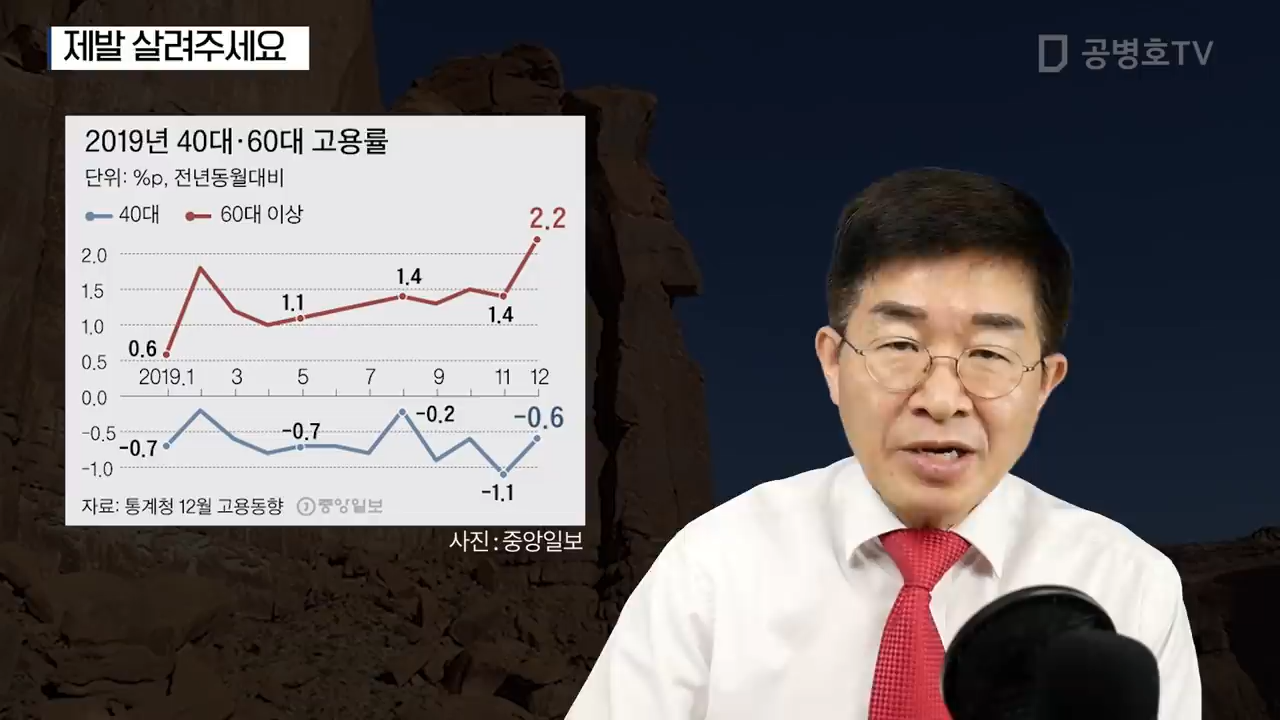 제발 살려주세요
공병호TV
2019년 40대·60대 고용률
단위: %p, 전년동월대비
40대 60대 이상
2.2
2.0
1.5
1.4
1.1
1.4
1.0
0.6
0.5
2019.1 3 5 7 9 11 12
0.0
-0.2
-0.6
-0.5
-0.7
-0.7
-1.0
-1.1
자료: 통계청 12월 고용동향 중앙일보
사진:중앙일보